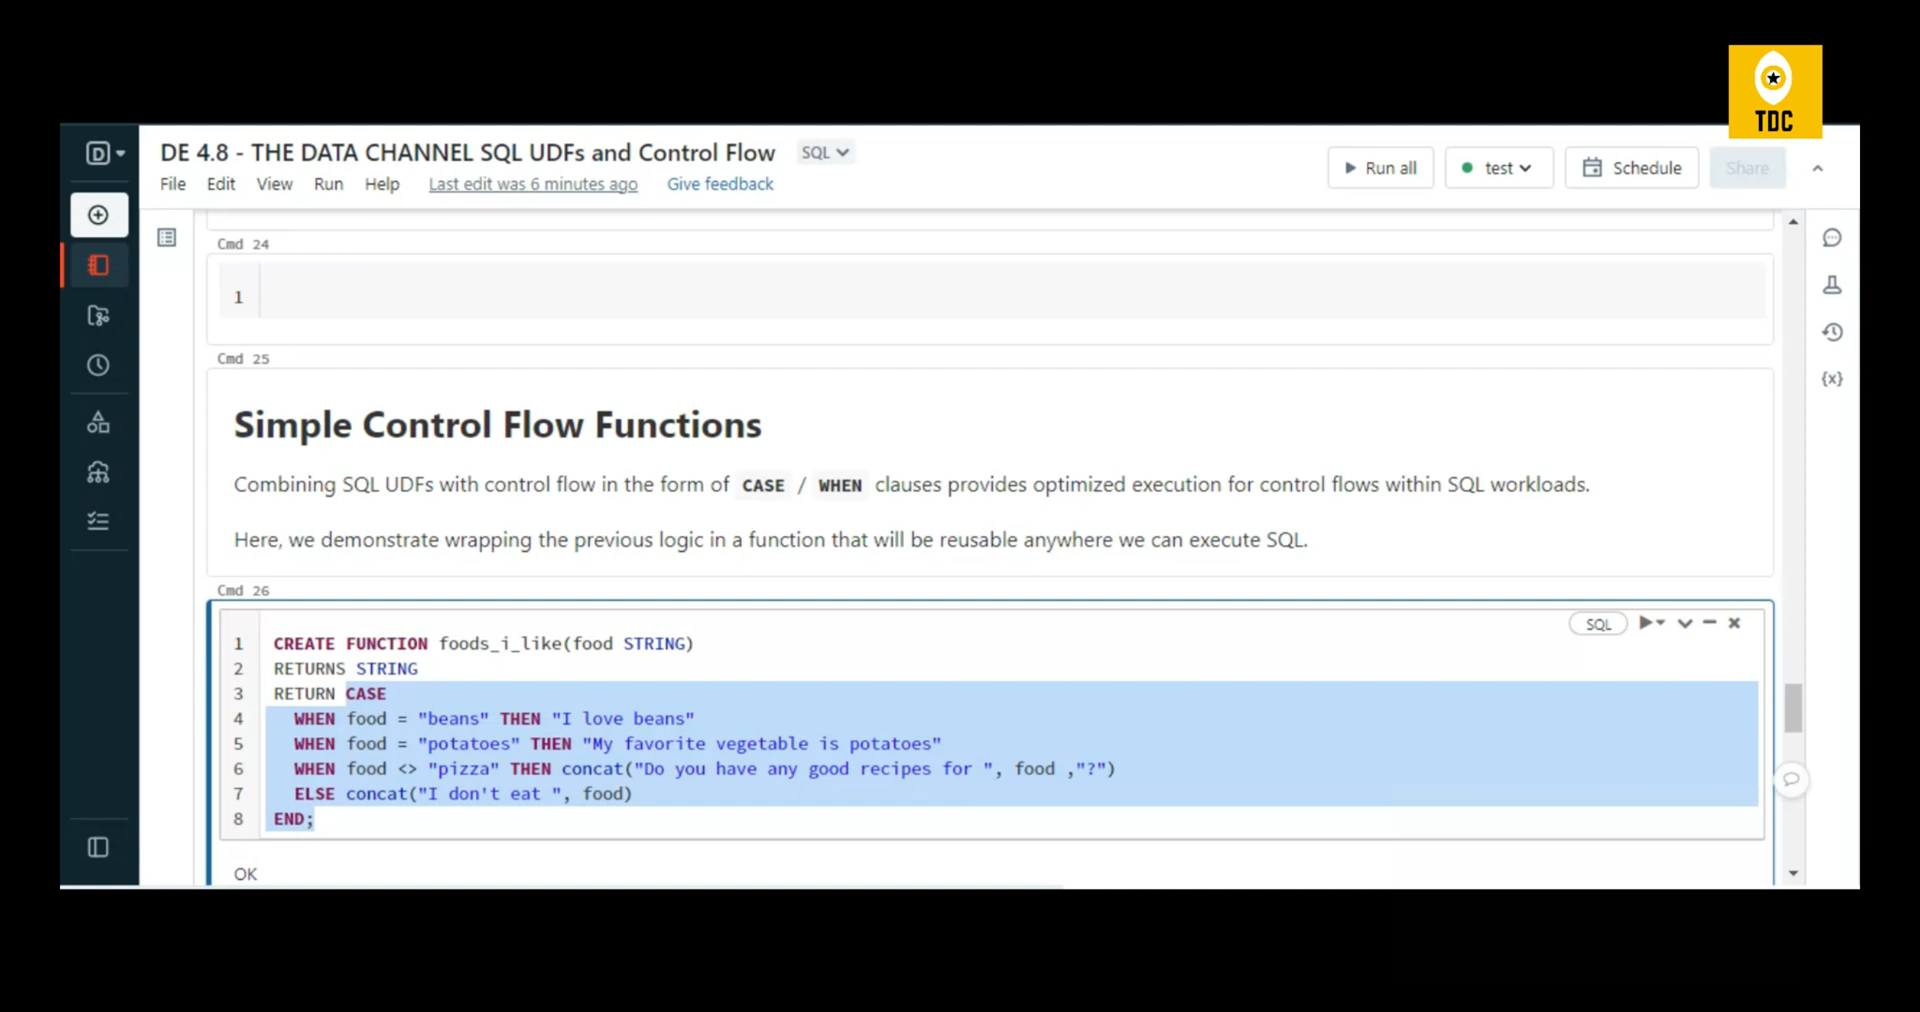 TDC
D
DE 4.8 - THE DATA CHANNEL SQL UDFs and Control Flow SQL
File Edit View Run Help Last edit was 6 minutes ago Give feedback
Run all test Schedule Share
Cmd 24
1
Cmd 25
Simple Control Flow Functions
Combining SQL UDFs with control flow in the form of CASE / WHEN clauses provides optimized execution for control flows within SQL workloads.
Here, we demonstrate wrapping the previous logic in a function that will be reusable anywhere we can execute SQL.
{x}
Cmd 26
SQL
1 CREATE FUNCTION foods_i_like(food STRING)
2 RETURNS STRING
3 RETURN CASE
4 WHEN food = "beans" THEN "I love beans"
5 WHEN food = "potatoes" THEN "My favorite vegetable is potatoes"
6 WHEN food <> "pizza" THEN concat("Do you have any good recipes for ", food ,"?")
7 ELSE concat("I don't eat ", food)
8 END;
OK